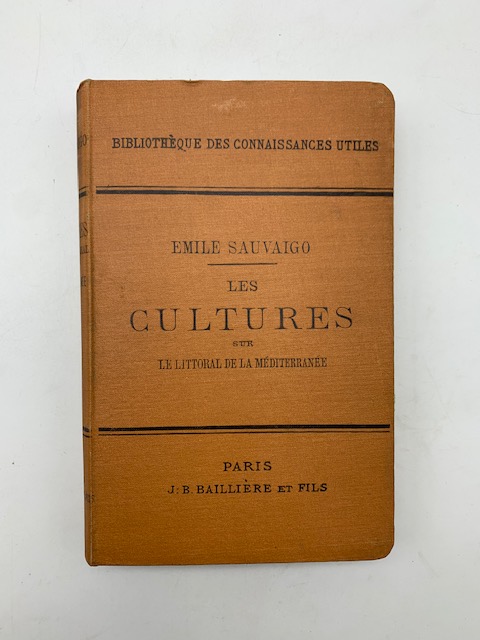 BIBLIOTHÈQUE DES CONNAISSANCES UTILES
EMILE SAUVAIGO
LES
CULTURES
SUR
LE LITTORAL DE LA MÉDITERRANÉE
PARIS
J.-B. BAILLIÈRE ET FILS